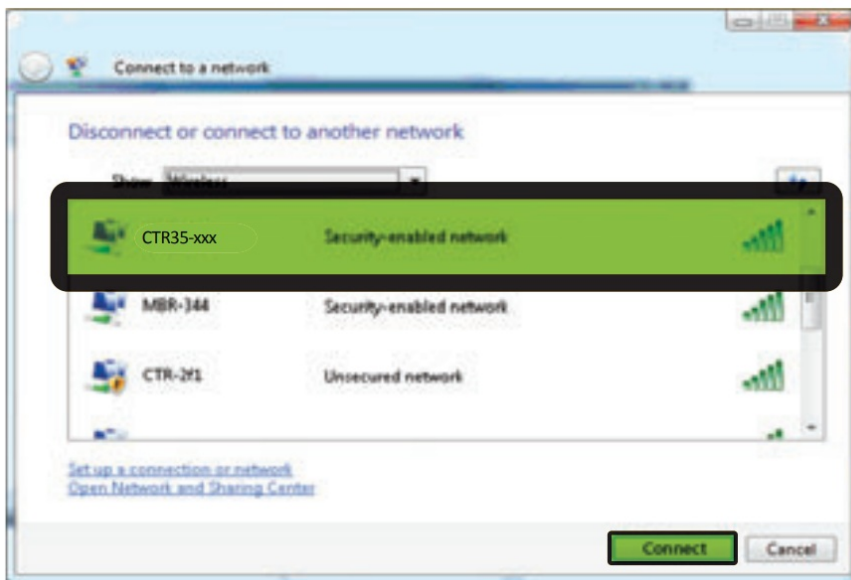 Connect to a network
Disconnect or connect to another network
Show Wireless
CTR35-xxx Security-enabled network
MBR-344 Security-enabled network
CTR-2f1 Unsecured network
Set up a connection or network
Open Network and Sharing Center
Connect Cancel